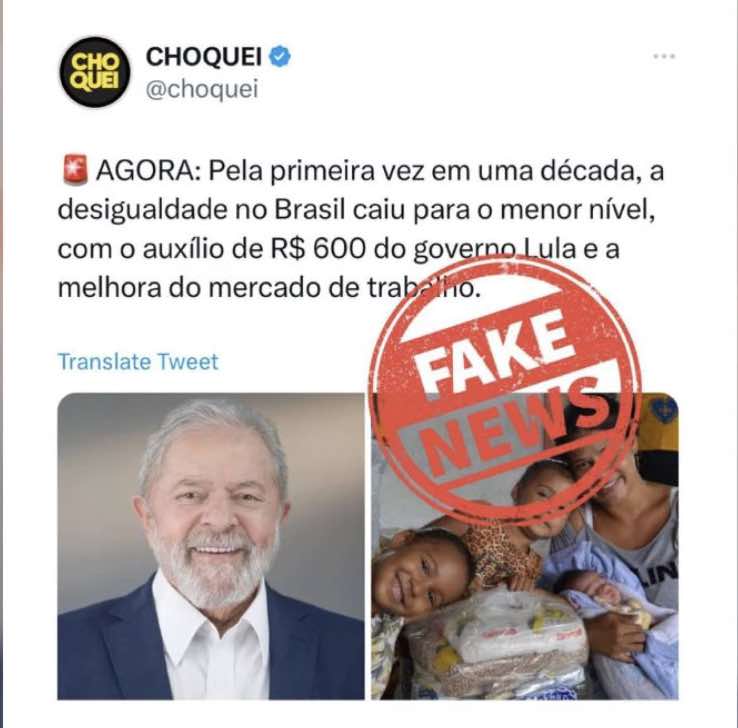 CHO
QUEI
CHOQUEI
@choquei
🚨 AGORA: Pela primeira vez em uma década, a
desigualdade no Brasil caiu para o menor nível,
com o auxílio de R$ 600 do governo Lula e a
melhora do mercado de trabalho.
Translate Tweet
FAKE
NEWS